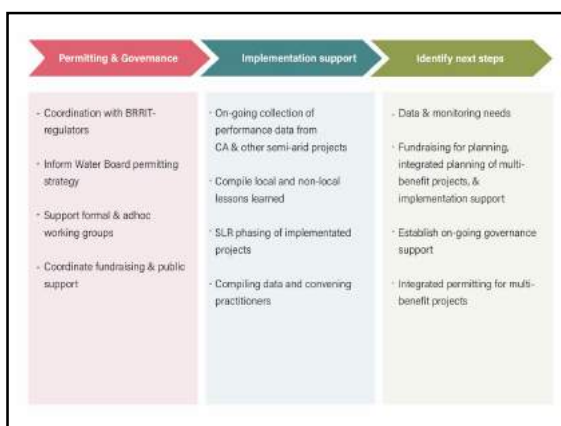 Permitting & Governance
Implementation support
Identify next steps
- Coordination with BRRIT-
regulators
· Inform Water Board permitting
strategy
· Support formal & adhoc
working groups
- Coordinate fundraising & public
support
· On-going collection of
performance data from
CA & other semi-arid projects
· Compile local and non-local
lessons learned
· SLR phasing of implementated
projects
· Compiling data and convening
practitioners
- Data & monitoring needs
· Fundraising for planning,
integrated planning of multi-
benefit projects, &
implementation support
· Establish on-going governance
support
· Integrated permitting for multi-
benefit projects